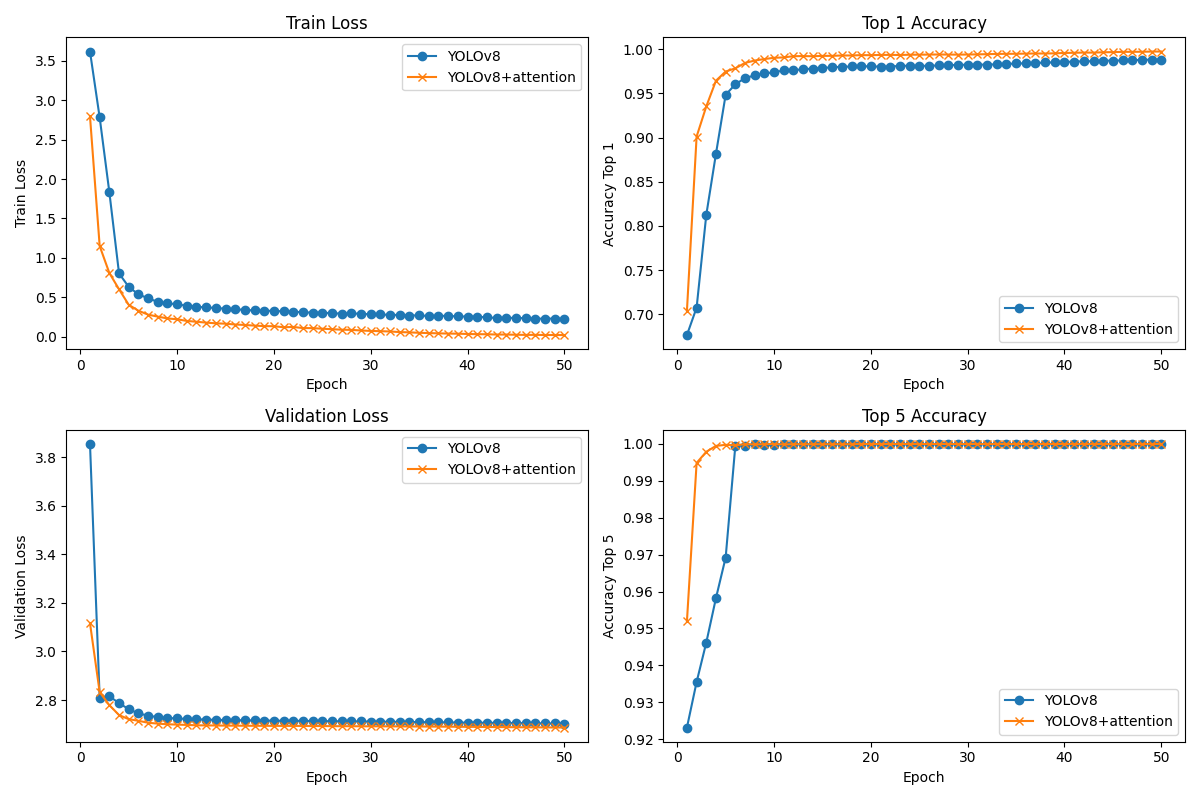 Train Loss
Train Loss
3.5
3.0
2.5
2.0
1.5
1.0
0.5
0.0
YOLOv8
YOLOv8+attention
0 10 20 30 40 50
Epoch
Top 1 Accuracy
Accuracy Top 1
1.00
0.95
0.90
0.85
0.80
0.75
0.70
YOLOv8
YOLOv8+attention
0 10 20 30 40 50
Epoch
Validation Loss
Validation Loss
3.8
3.6
3.4
3.2
3.0
2.8
YOLOv8
YOLOv8+attention
0 10 20 30 40 50
Epoch
Top 5 Accuracy
Accuracy Top 5
1.00
0.99
0.98
0.97
0.96
0.95
0.94
0.93
0.92
YOLOv8
YOLOv8+attention
0 10 20 30 40 50
Epoch